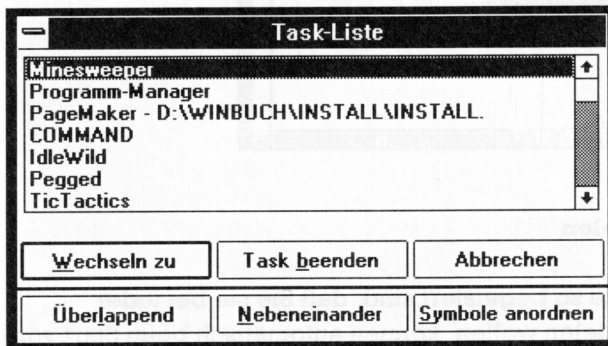 Task-Liste
Minesweeper
Programm-Manager
PageMaker - D:\WINBUCH\INSTALL\INSTALL.
COMMAND
IdleWild
Pegged
TicTactics
Wechseln zu Task beenden Abbrechen
Überlappend Nebeneinander Symbole anordnen